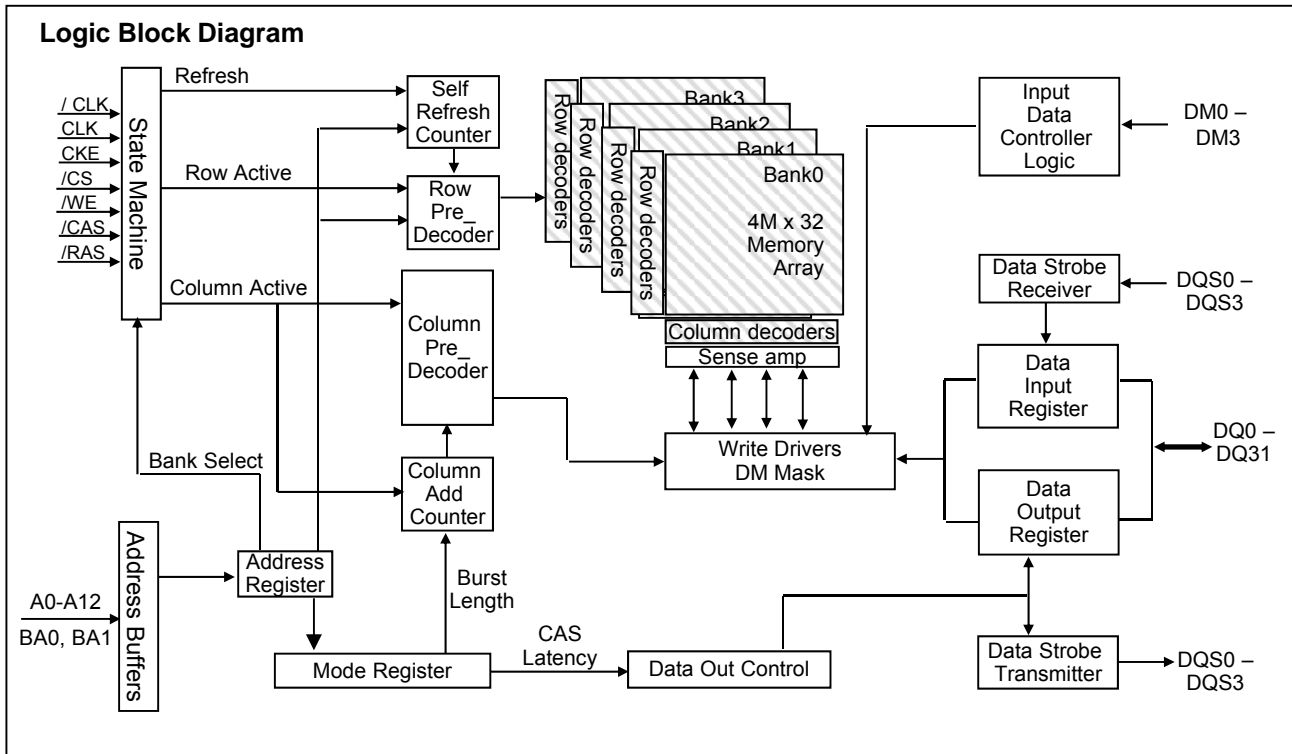 Logic Block Diagram
/ CLK
CLK
CKE
/CS
/WE
/CAS
/RAS
State Machine
Refresh
Row Active
Column Active
Bank Select
Self
Refresh
Counter
Row
Pre_
Decoder
Column
Pre_
Decoder
Column
Add
Counter
Row decoders
Row decoders
Row decoders
Row decoders
Bank3
Bank2
Bank1
Bank0
4M x 32
Memory
Array
Column decoders
Sense amp
Write Drivers
DM Mask
Input
Data
Controller
Logic
DM0 –
DM3
Data Strobe
Receiver
DQS0 –
DQS3
Data
Input
Register
DQ0 –
DQ31
Data
Output
Register
A0-A12
BA0, BA1
Address Buffers
Address
Register
Burst
Length
Mode Register
CAS
Latency
Data Out Control
Data Strobe
Transmitter
DQS0 –
DQS3